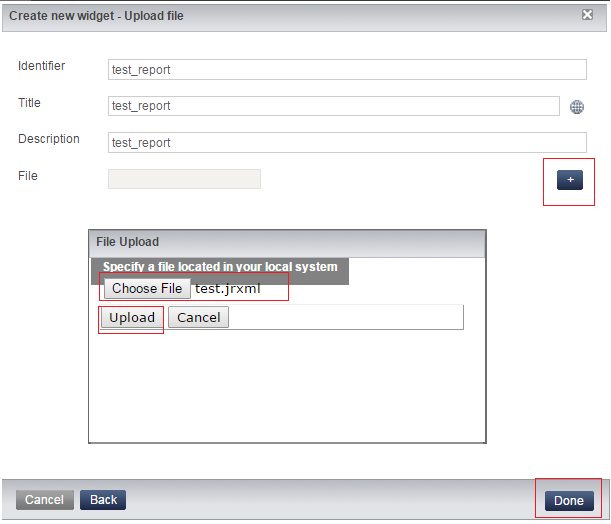 Create new widget - Upload file
Identifier test_report
Title test_report
Description test_report
File +
File Upload
Specify a file located in your local system
Choose File test.jrxml
Upload Cancel
Cancel Back Done